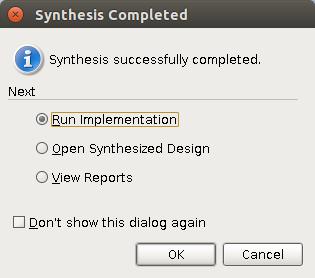 Synthesis Completed
Synthesis successfully completed.
Next
Run Implementation
Open Synthesized Design
View Reports
Don't show this dialog again
OK Cancel